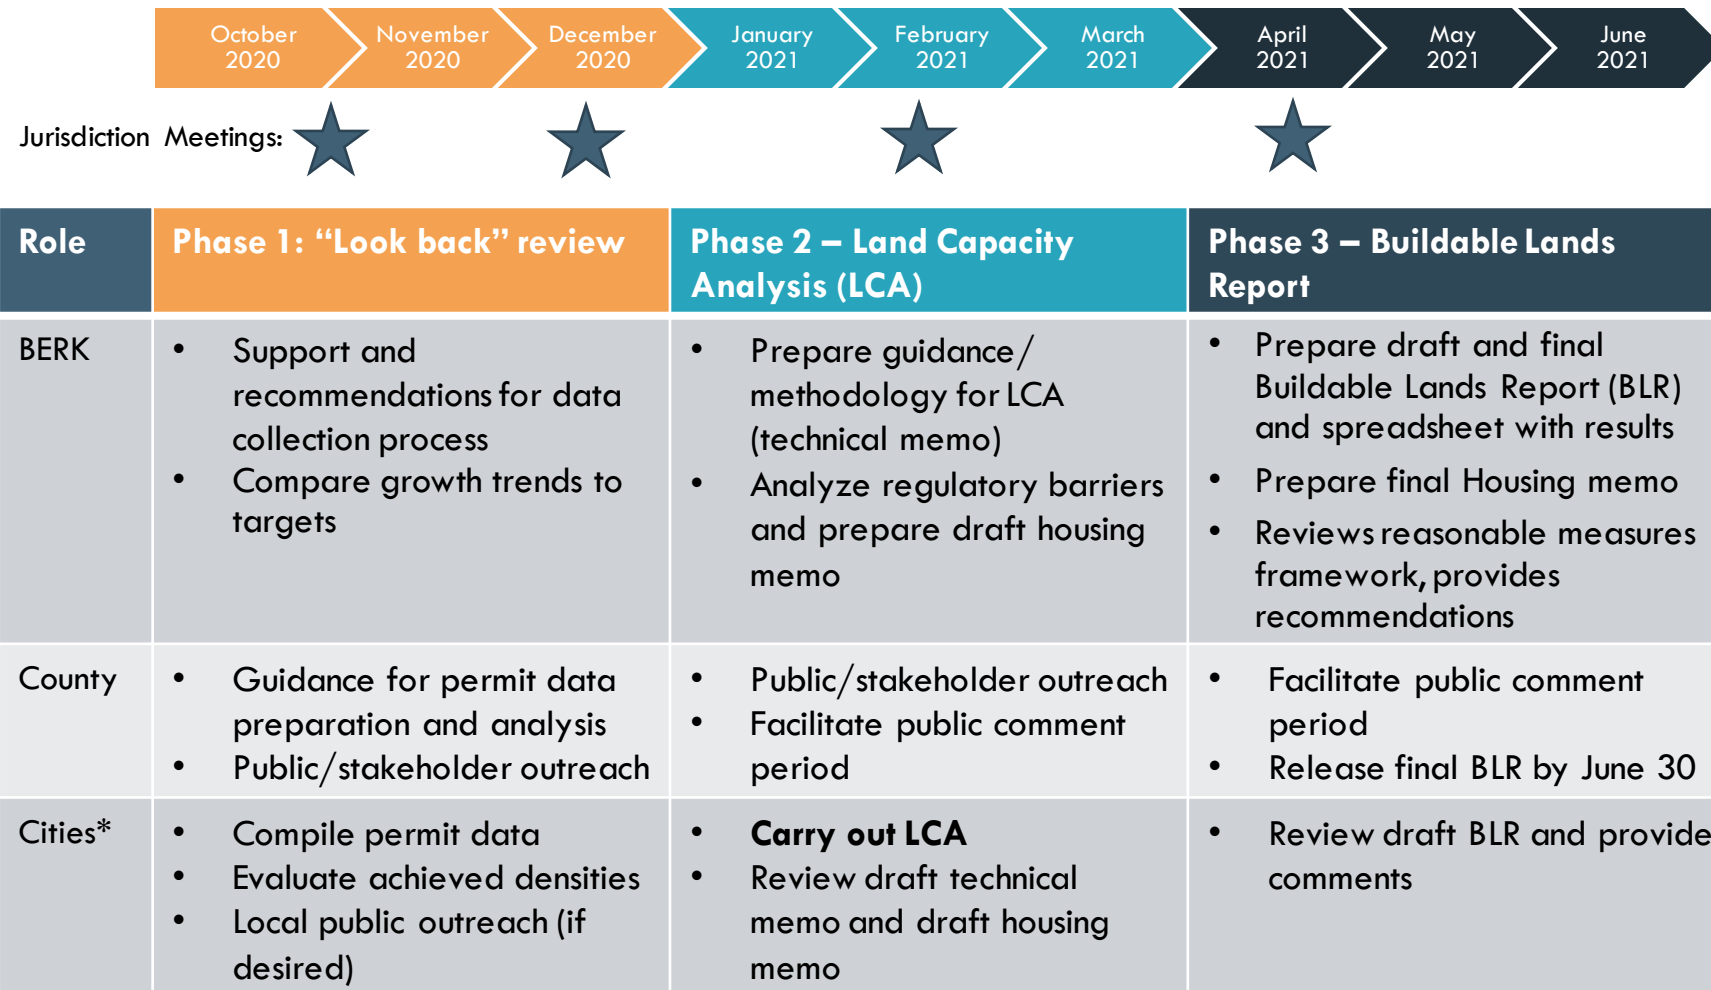 October
2020
November
2020
December
2020
January
2021
February
2021
March
2021
April
2021
May
2021
June
2021
Jurisdiction Meetings:
Role
Phase 1: “Look back” review
Phase 2 – Land Capacity
Analysis (LCA)
Phase 3 – Buildable Lands
Report
BERK
• Support and
recommendations for data
collection process
• Compare growth trends to
targets
• Prepare guidance/
methodology for LCA
(technical memo)
• Analyze regulatory barriers
and prepare draft housing
memo
• Prepare draft and final
Buildable Lands Report (BLR)
and spreadsheet with results
• Prepare final Housing memo
• Reviews reasonable measures
framework, provides
recommendations
County
• Guidance for permit data
preparation and analysis
• Public/stakeholder outreach
• Public/stakeholder outreach
• Facilitate public comment
period
• Facilitate public comment
period
• Release final BLR by June 30
Cities*
• Compile permit data
• Evaluate achieved densities
• Local public outreach (if
desired)
• Carry out LCA
• Review draft technical
memo and draft housing
memo
• Review draft BLR and provide
comments